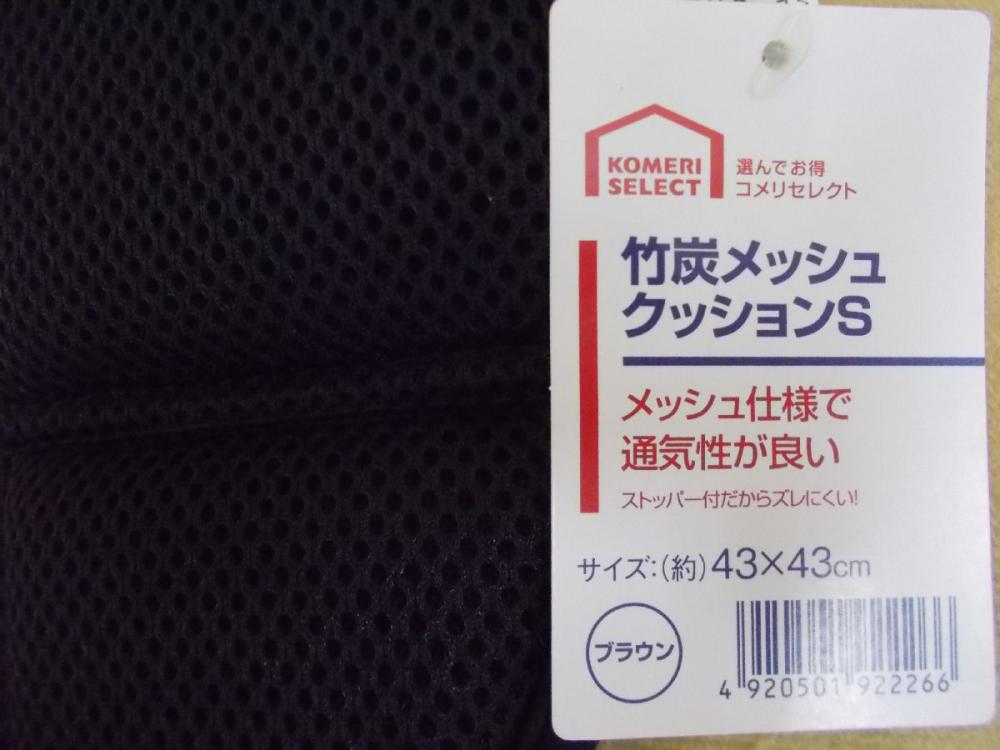 KOMERI
SELECT
選んでお得
コメリセレクト
竹炭メッシュ
クッションS
メッシュ仕様で
通気性が良い
ストッパー付だからズレにくい!
サイズ:(約)43×43cm
ブラウン
4 920501 922266